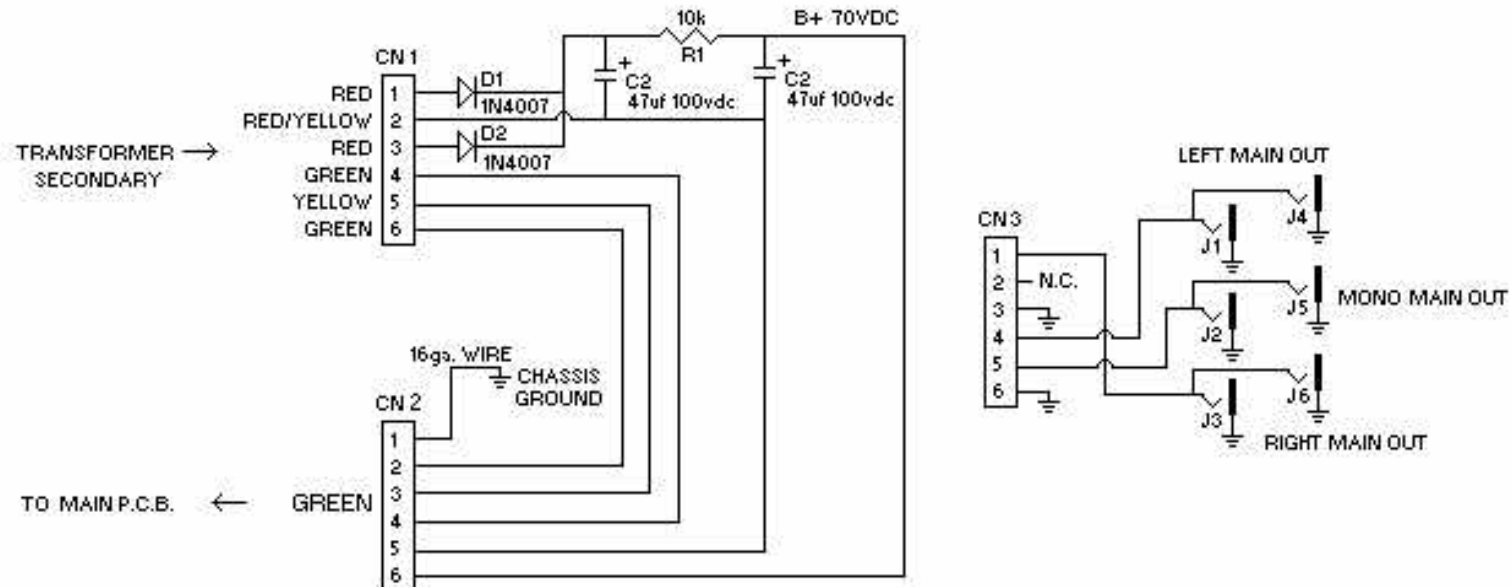 10k
B+ 70VDC
R1
CN 1
+
C2
47uf 100vdc
+
C2
47uf 100vdc
D1
1N4007
D2
1N4007
RED 1
RED/YELLOW 2
RED 3
GREEN 4
YELLOW 5
GREEN 6
TRANSFORMER →
SECONDARY
16ga. WIRE
CHASSIS
GROUND
CN 2
1
2
3
4
5
6
TO MAIN P.C.B. ← GREEN
LEFT MAIN OUT
CN 3
1
2
3
4
5
6
N.C.
J4
J1
J5
MONO MAIN OUT
J2
J6
J3
RIGHT MAIN OUT